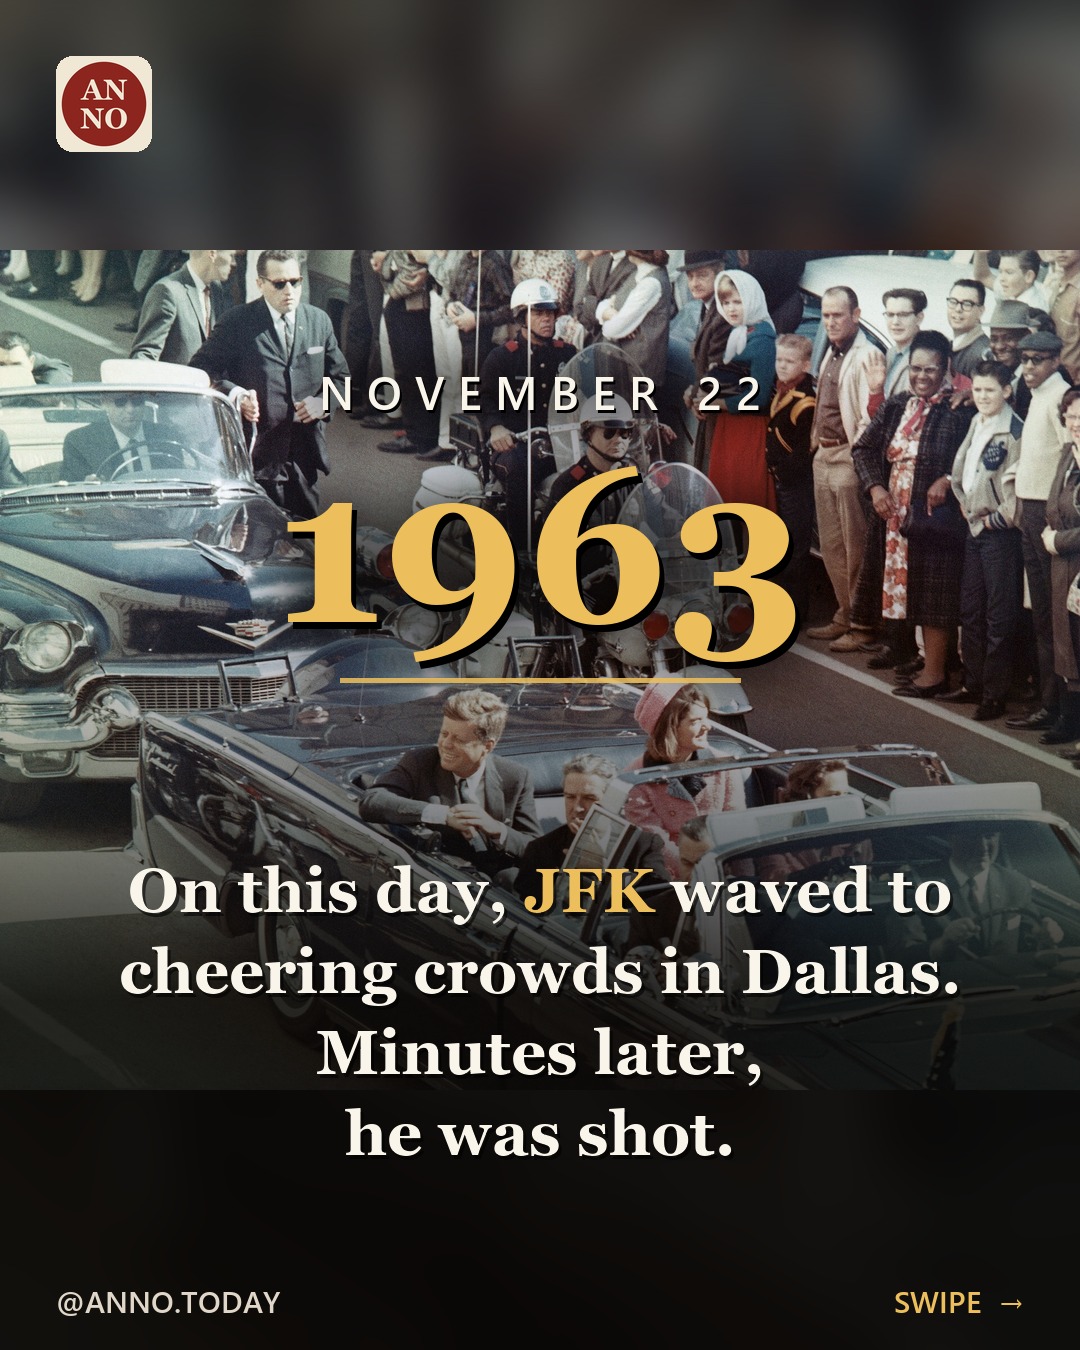 AN
NO
NOVEMBER 22
1963
On this day, JFK waved to
cheering crowds in Dallas.
Minutes later,
he was shot.
@ANNO.TODAY
SWIPE →